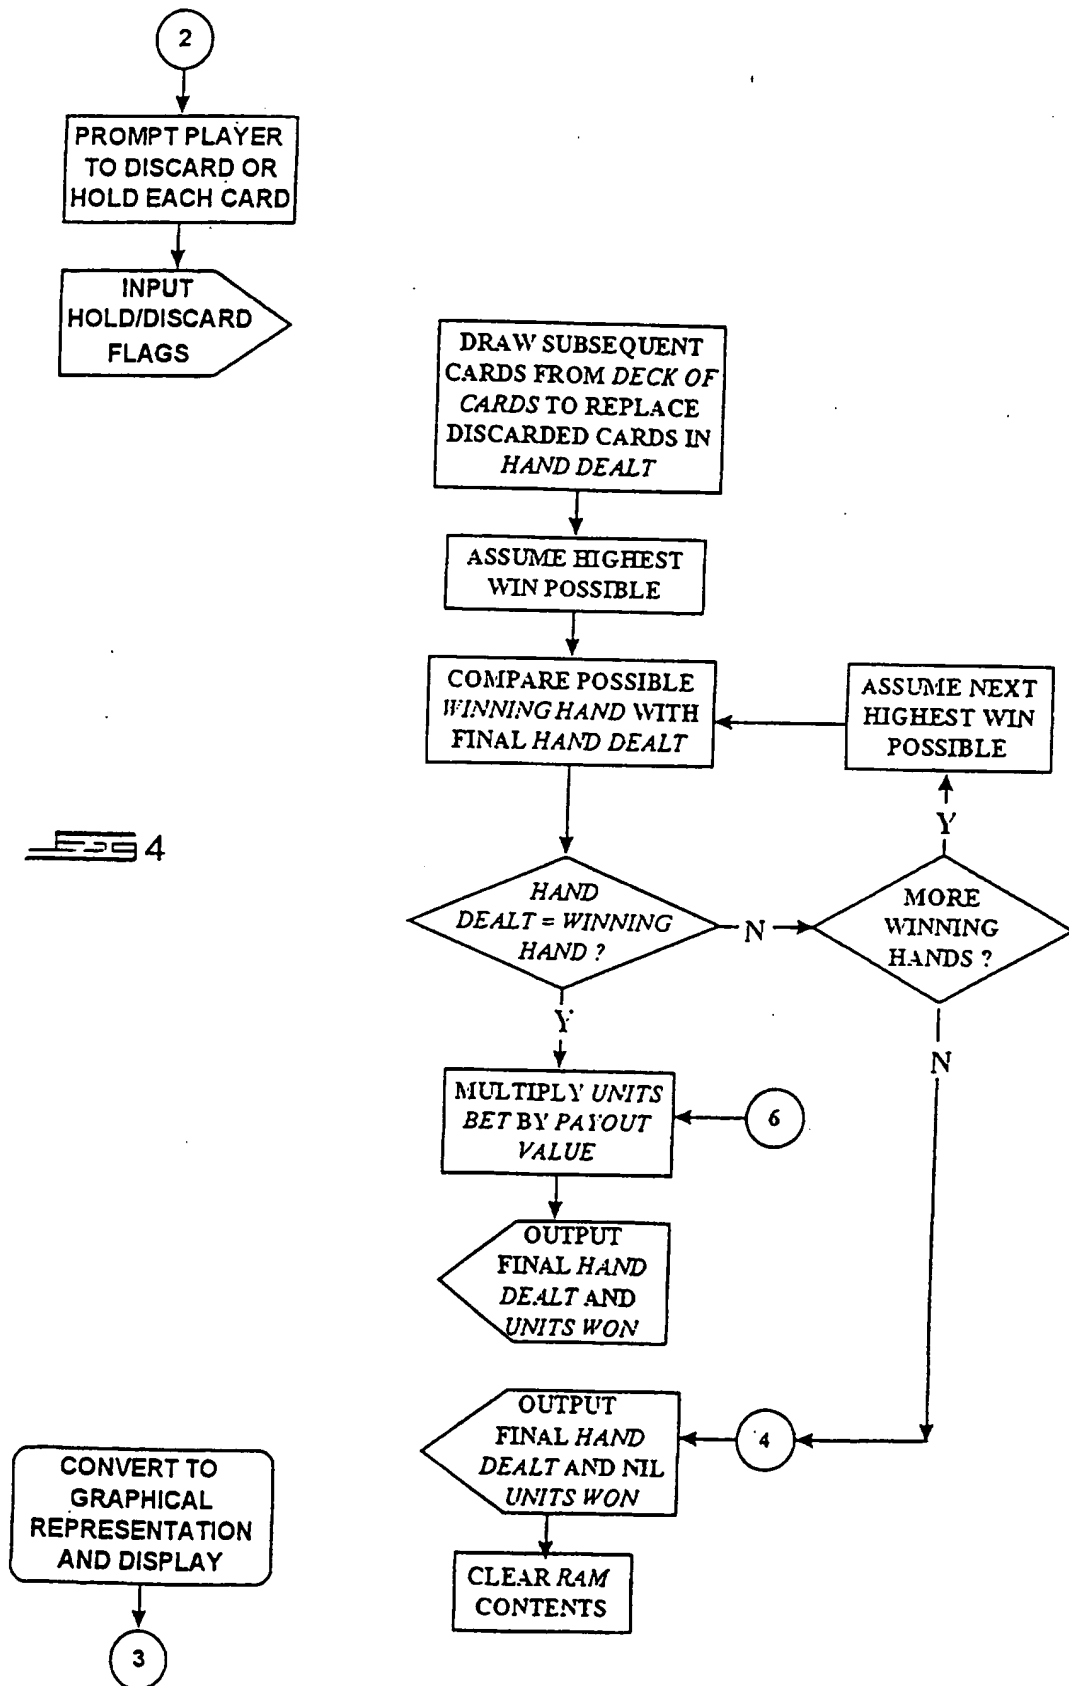 2
PROMPT PLAYER
TO DISCARD OR
HOLD EACH CARD
INPUT
HOLD/DISCARD
FLAGS
DRAW SUBSEQUENT
CARDS FROM DECK OF
CARDS TO REPLACE
DISCARDED CARDS IN
HAND DEALT
ASSUME HIGHEST
WIN POSSIBLE
COMPARE POSSIBLE
WINNING HAND WITH
FINAL HAND DEALT
ASSUME NEXT
HIGHEST WIN
POSSIBLE
Y
4
HAND
DEALT = WINNING
HAND ?
N
MORE
WINNING
HANDS ?
Y
N
MULTIPLY UNITS
BET BY PAYOUT
VALUE
6
OUTPUT
FINAL HAND
DEALT AND
UNITS WON
OUTPUT
FINAL HAND
DEALT AND NIL
UNITS WON
4
CONVERT TO
GRAPHICAL
REPRESENTATION
AND DISPLAY
CLEAR RAM
CONTENTS
3